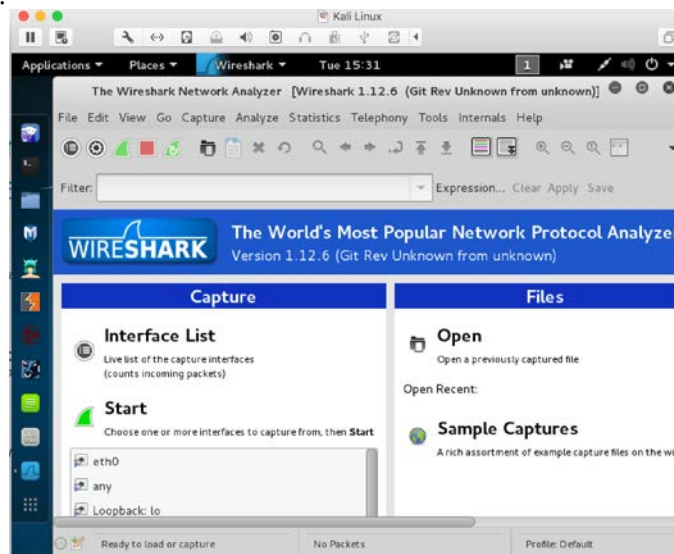 Kali Linux
Applications Places Wireshark Tue 15:31 1
The Wireshark Network Analyzer [Wireshark 1.12.6 (Git Rev Unknown from unknown)]
File Edit View Go Capture Analyze Statistics Telephony Tools Internals Help
Filter: Expression... Clear Apply Save
WIRESHARK
The World's Most Popular Network Protocol Analyze
Version 1.12.6 (Git Rev Unknown from unknown)
Capture
Interface List
Live list of the capture interfaces
(counts incoming packets)
Start
Choose one or more interfaces to capture from, then Start
eth0
any
Loopback: lo
Files
Open
Open a previously captured file
Open Recent:
Sample Captures
A rich assortment of example capture files on the wi
Ready to load or capture No Packets Profile: Default